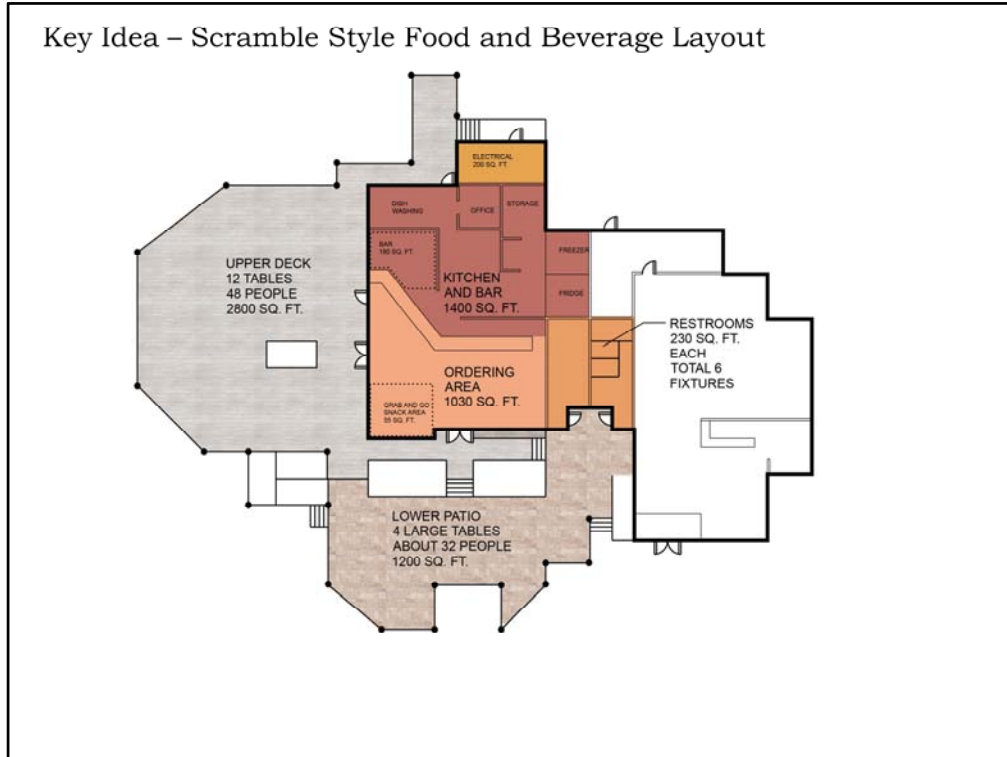 Key Idea – Scramble Style Food and Beverage Layout
ELECTRICAL
200 SQ. FT.
DISH
WASHING
OFFICE
STORAGE
BAR
180 SQ. FT.
FREEZER
UPPER DECK
12 TABLES
48 PEOPLE
2800 SQ. FT.
KITCHEN
AND BAR
1400 SQ. FT.
FRIDGE
RESTROOMS
230 SQ. FT.
EACH
TOTAL 6
FIXTURES
ORDERING
AREA
1030 SQ. FT.
GRAB AND GO
SNACK AREA
SQ. FT.
LOWER PATIO
4 LARGE TABLES
ABOUT 32 PEOPLE
1200 SQ. FT.